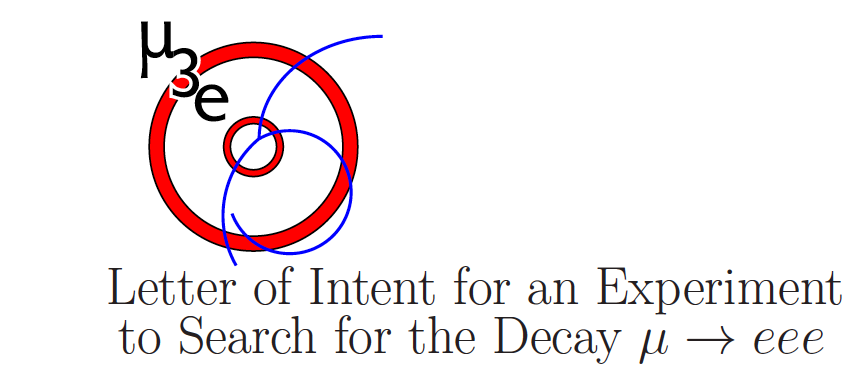 μ3e
Letter of Intent for an Experiment
to Search for the Decay μ → eee